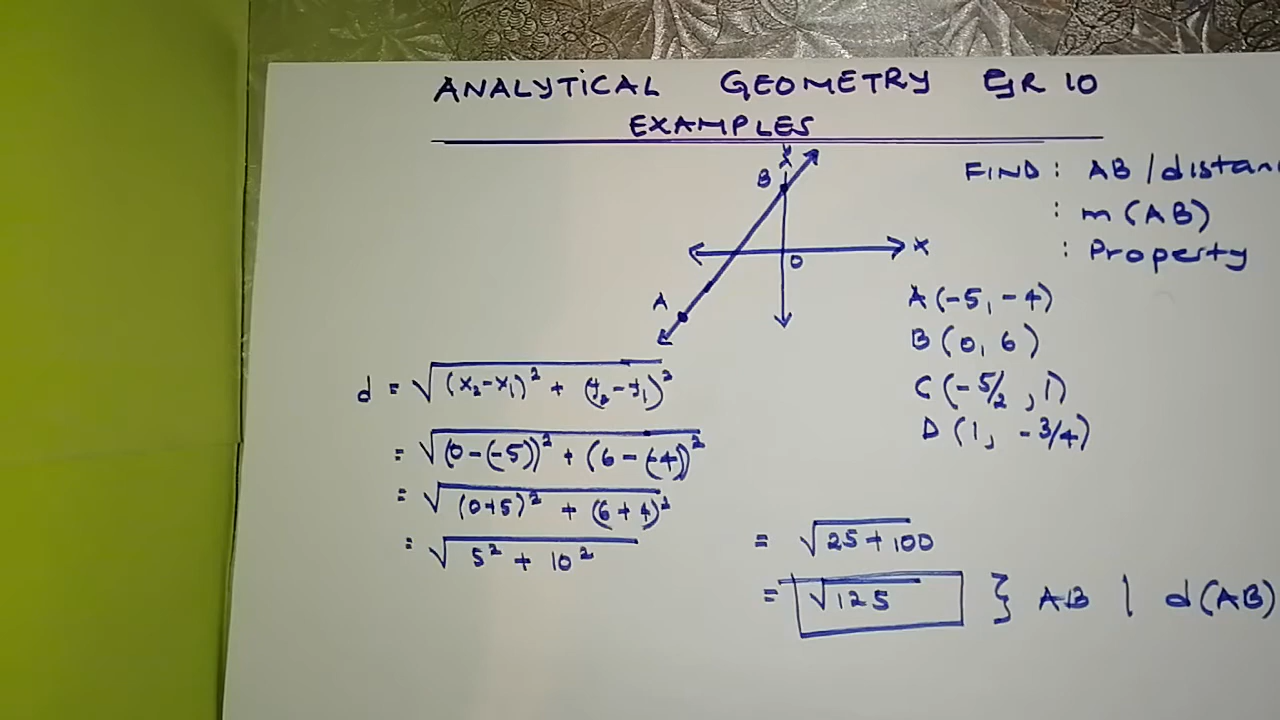 ANALYTICAL GEOMETRY GR 10
EXAMPLES
FIND : AB / distan
: m (AB)
: Property
Y
B
X
O
A
A (-5, -4)
B (0, 6)
C (-5/2, 1)
D (1, -3/4)
d = √(x₂-x₁)² + (y₂-y₁)²
= √(0-(-5))² + (6-(-4))²
= √(0+5)² + (6+4)²
= √5² + 10²
= √25+100
= √125 } AB | d(AB)